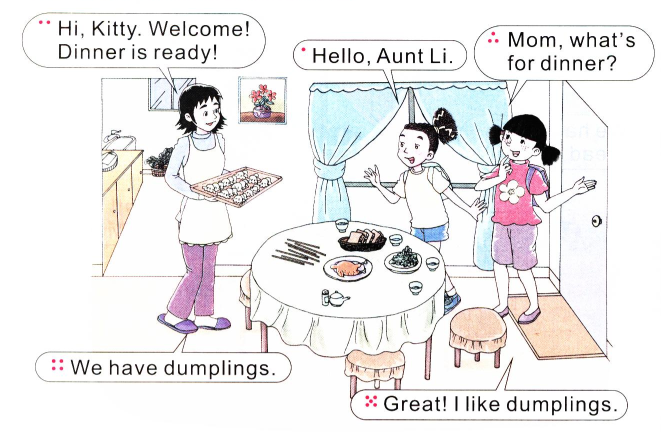 Hello, Aunt Li.
Hi, Kitty. Welcome!
Dinner is ready!
Mom, what's
for dinner?
We have dumplings.
Great! I like dumplings.